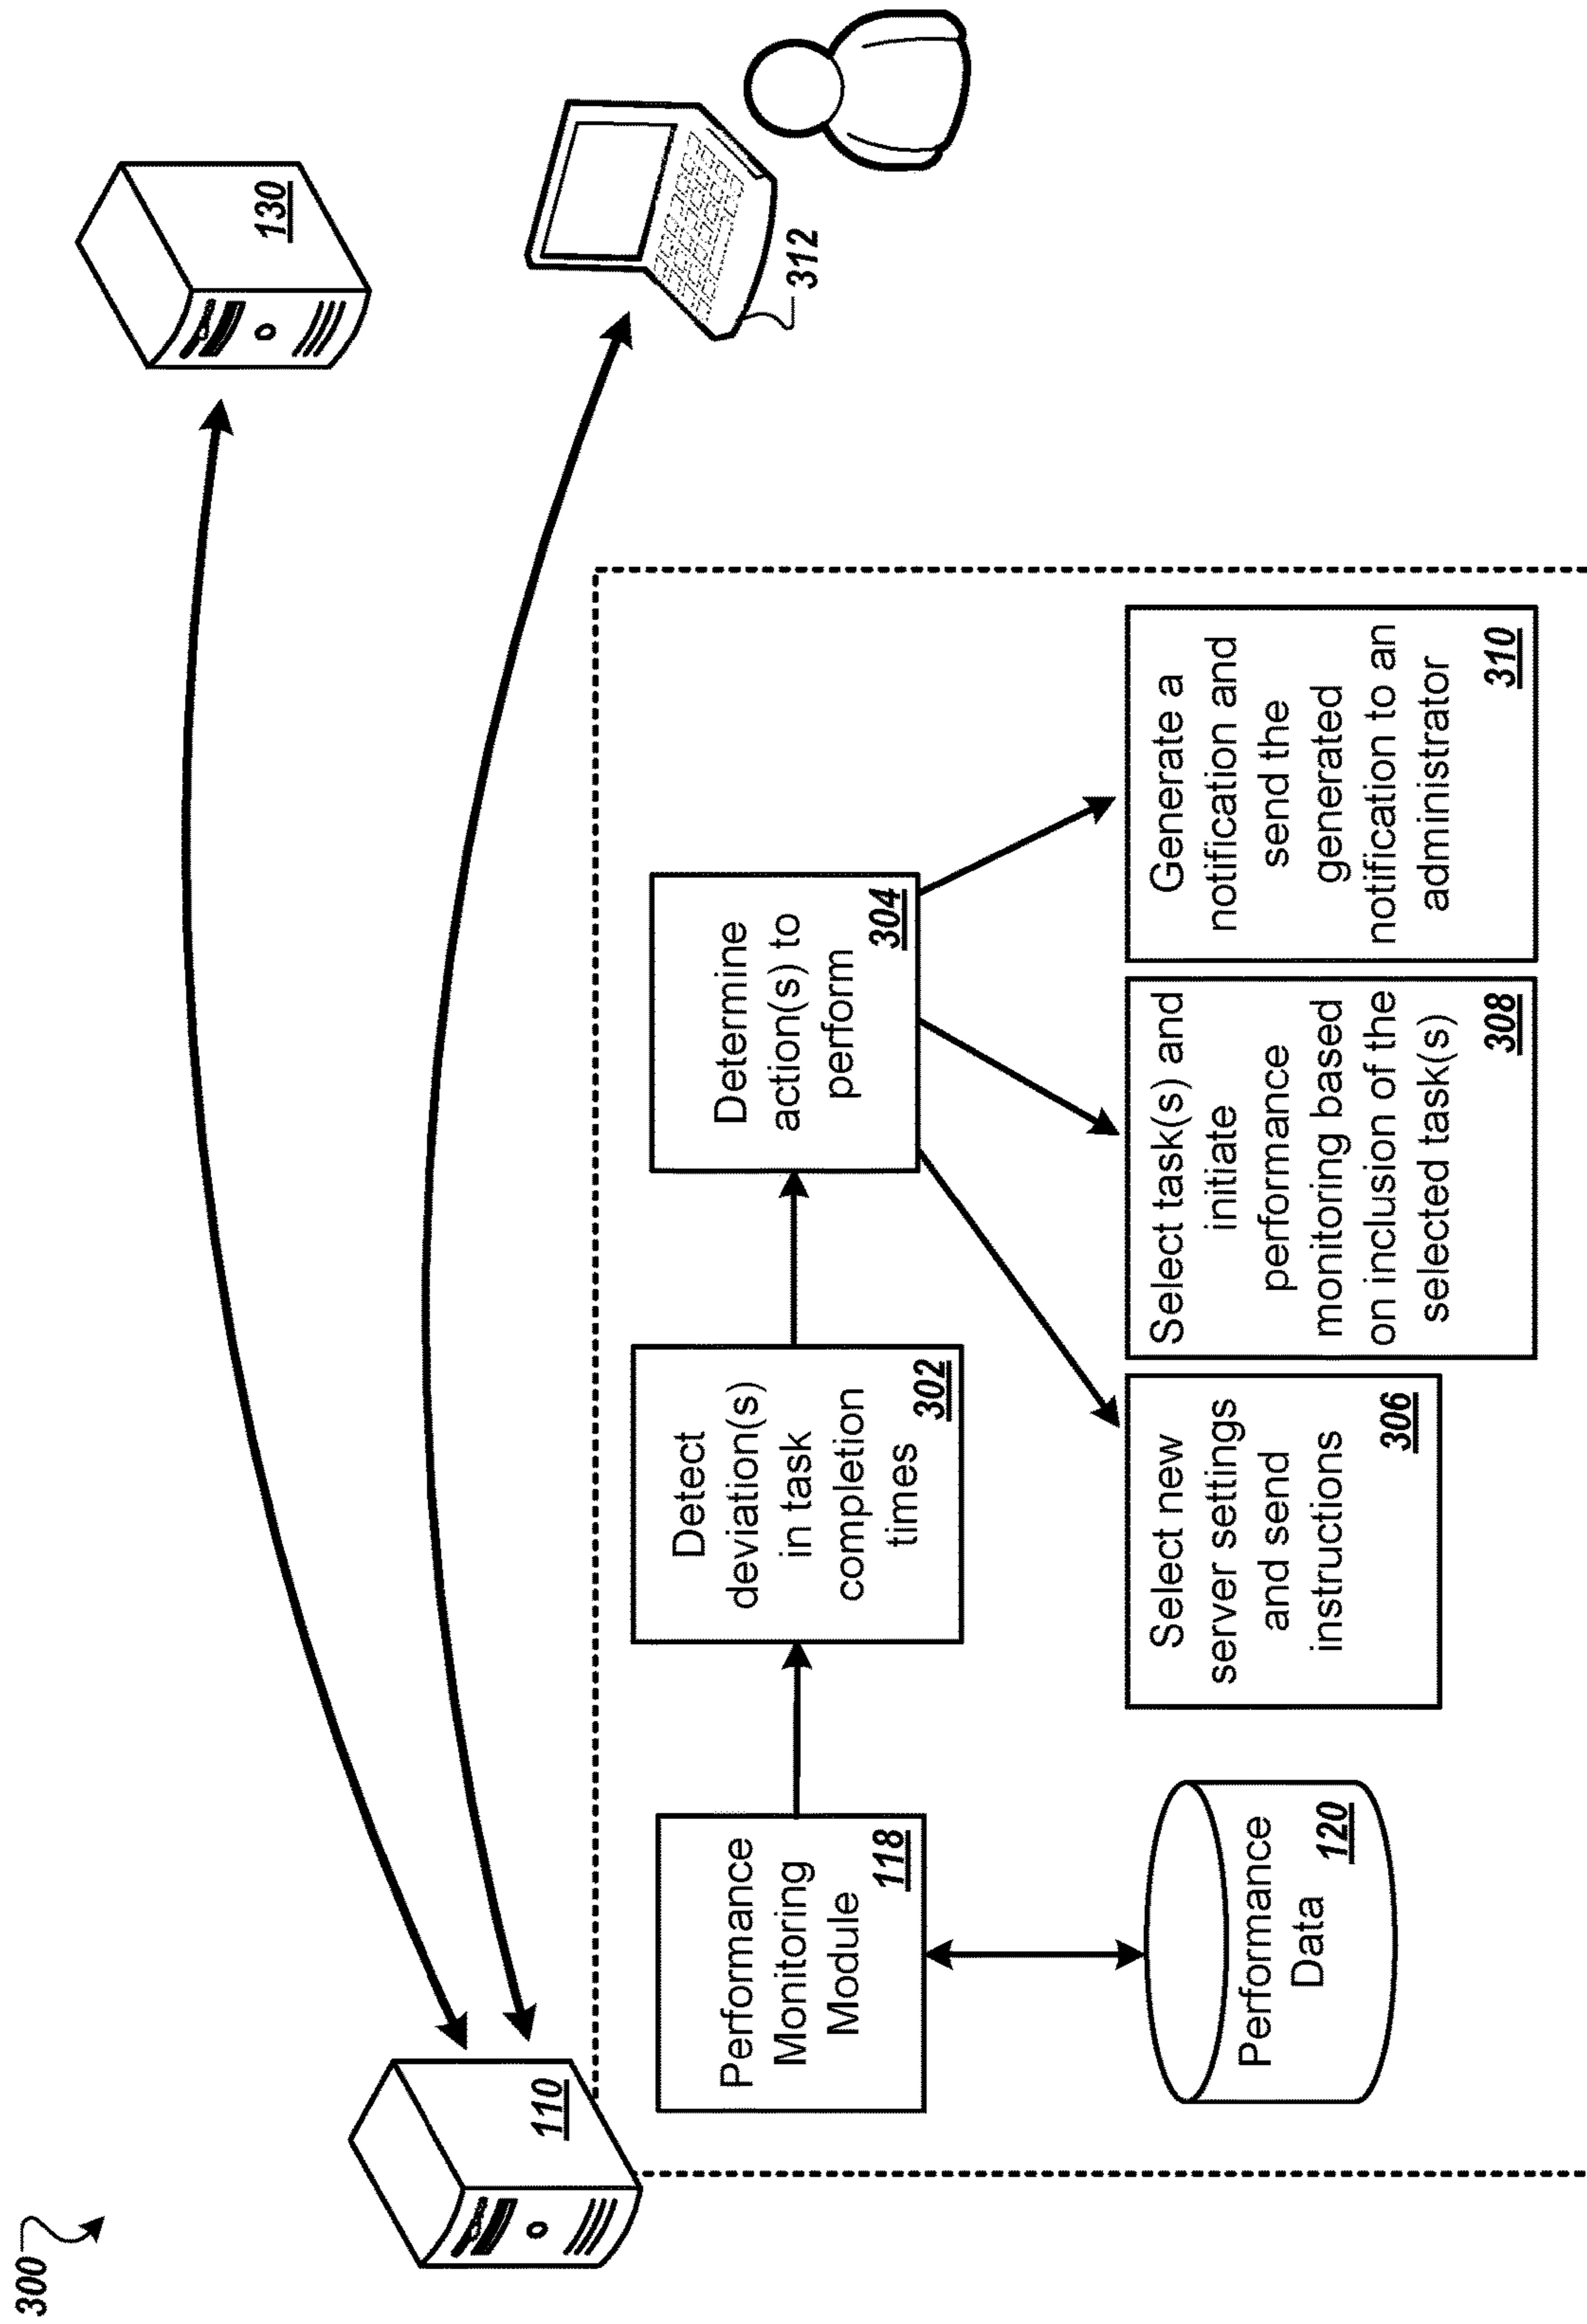 300
130
110
312
Performance
Monitoring
Module
118
Detect
deviation(s)
in task
completion
times
302
Determine
action(s) to
perform
304
Performance
Data
120
Select new
server settings
and send
instructions
306
Select task(s) and
initiate
performance
monitoring based
on inclusion of the
selected task(s)
308
Generate a
notification and
send the
generated
notification to an
administrator
310